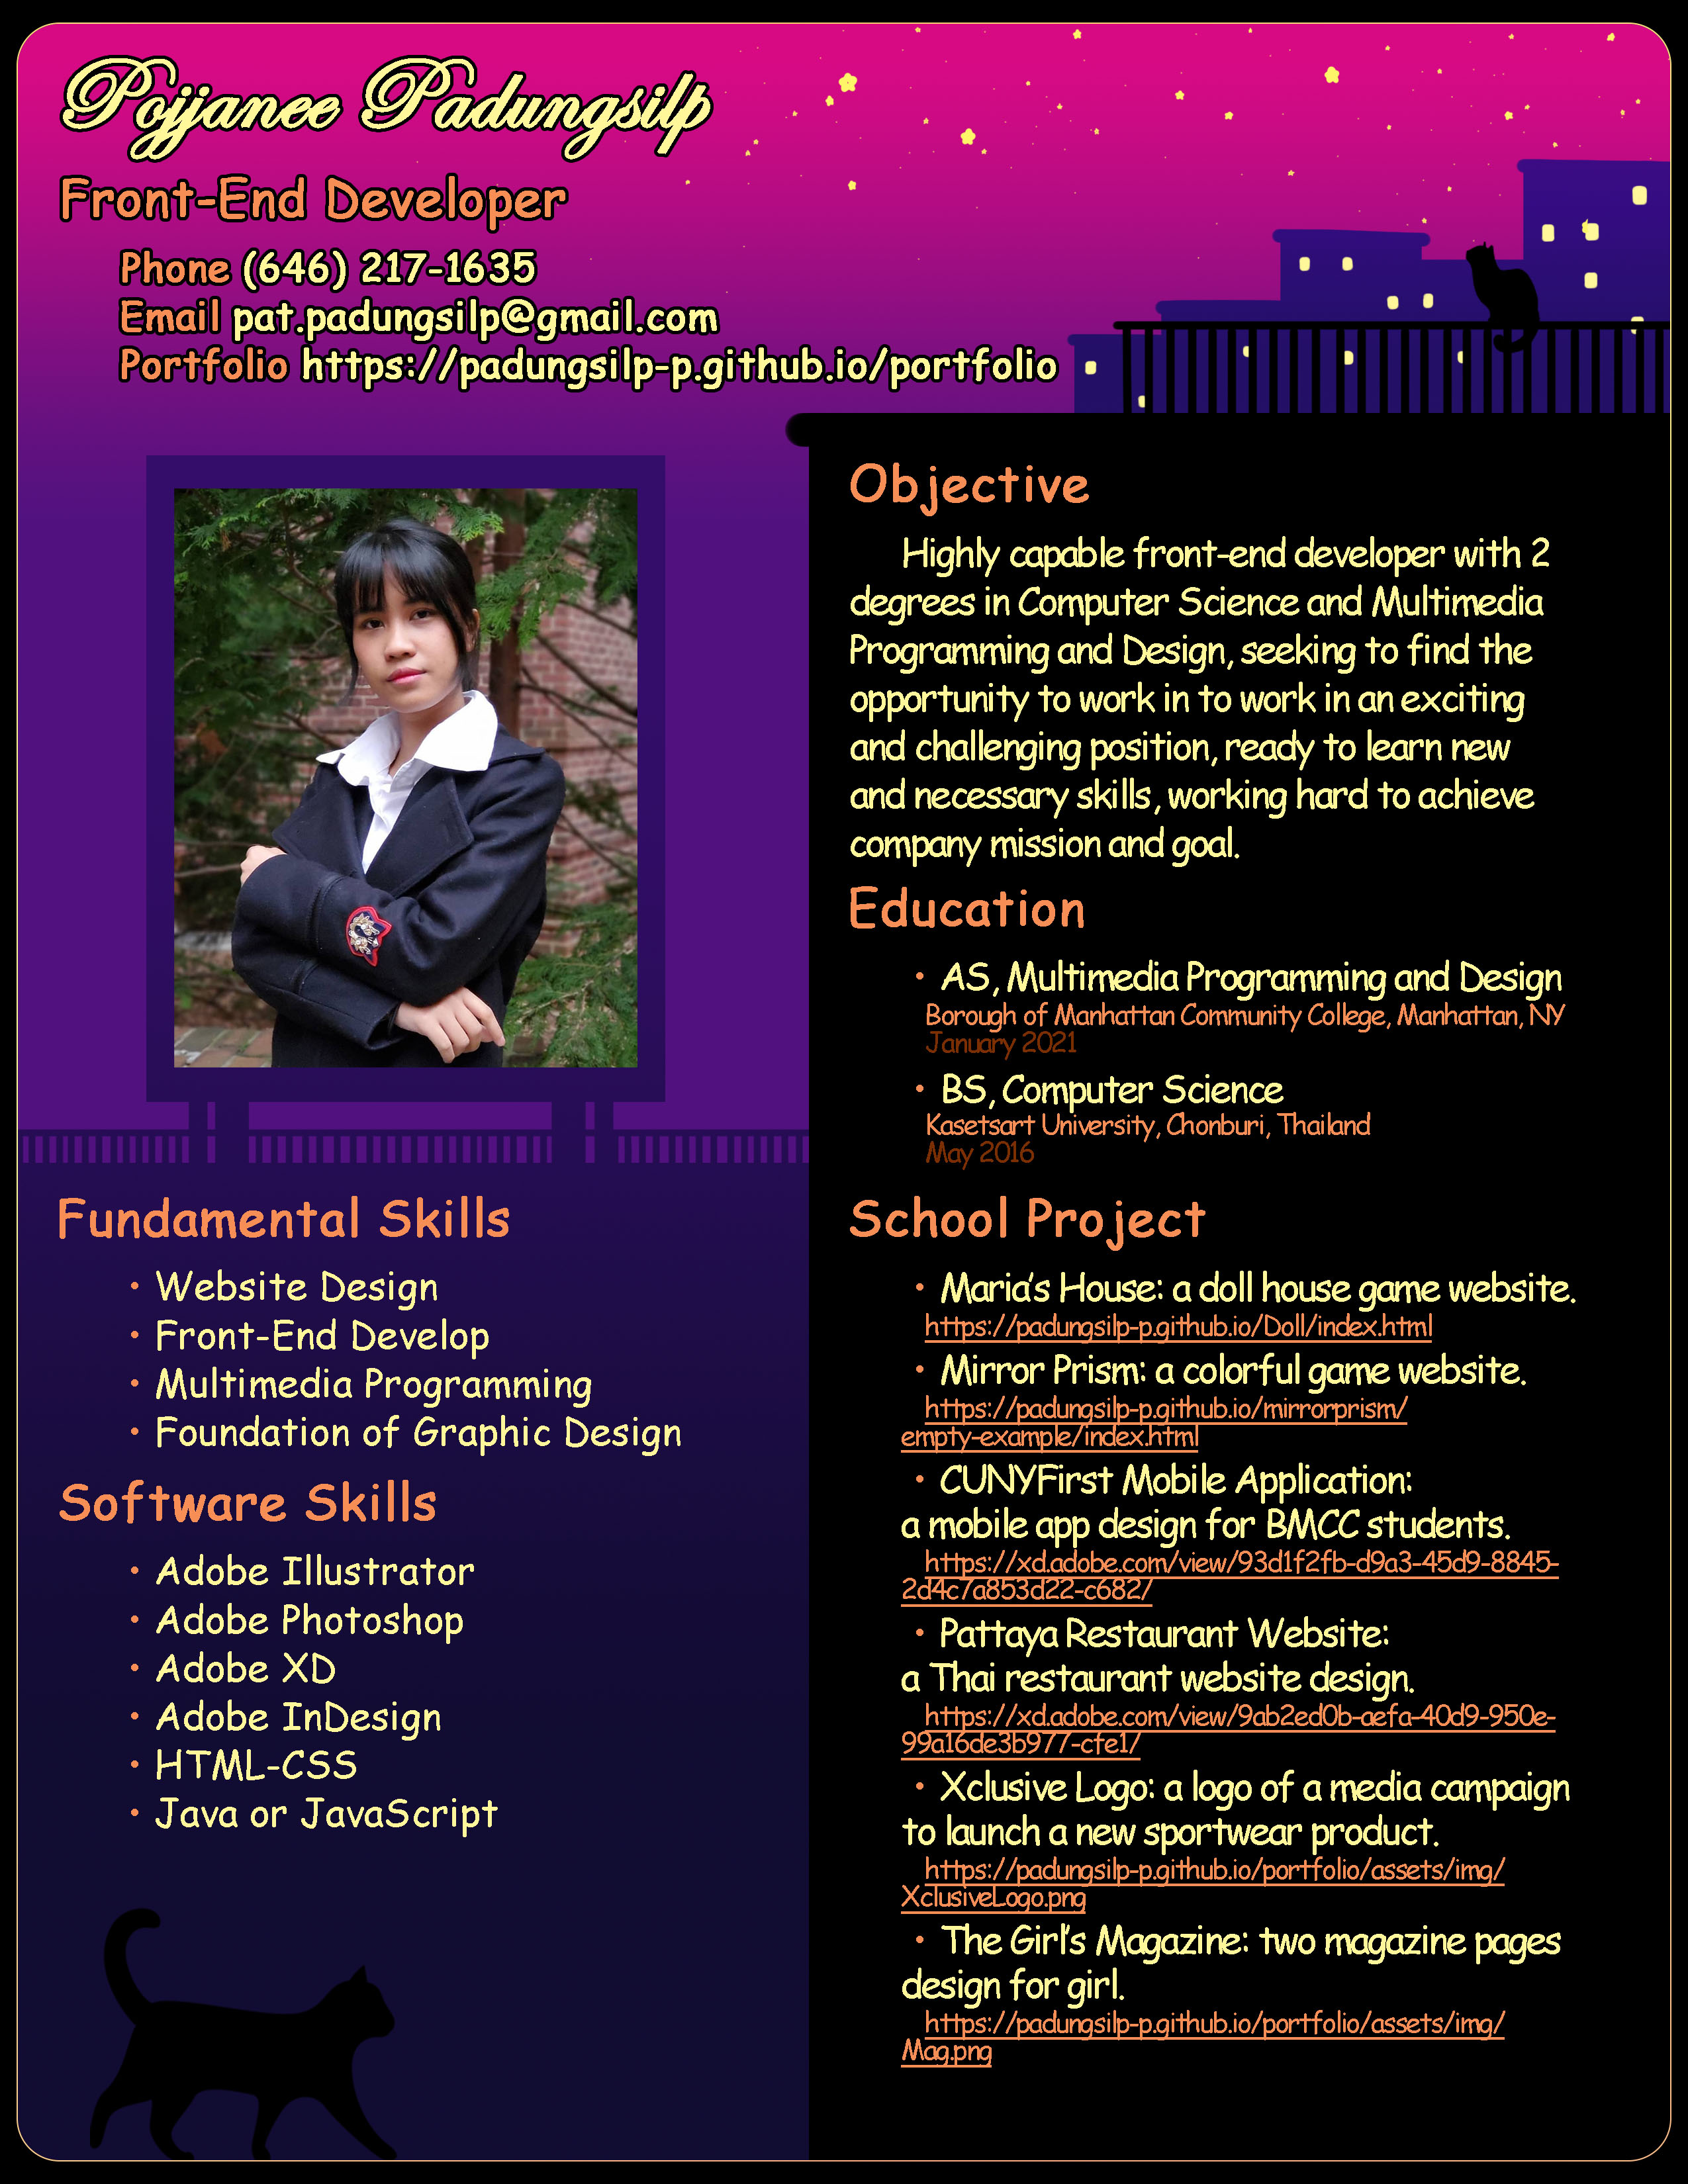 Pojjanee Padungsilp
Front-End Developer
Phone (646) 217-1635
Email pat.padungsilp@gmail.com
Portfolio https://padungsilp-p.github.io/portfolio
Objective
Highly capable front-end developer with 2
degrees in Computer Science and Multimedia
Programming and Design, seeking to find the
opportunity to work in to work in an exciting
and challenging position, ready to learn new
and necessary skills, working hard to achieve
company mission and goal.
Education
• AS, Multimedia Programming and Design
Borough of Manhattan Community College, Manhattan, NY
January 2021
• BS, Computer Science
Kasetsart University, Chonburi, Thailand
May 2016
Fundamental Skills
• Website Design
• Front-End Develop
• Multimedia Programming
• Foundation of Graphic Design
Software Skills
• Adobe Illustrator
• Adobe Photoshop
• Adobe XD
• Adobe InDesign
• HTML-CSS
• Java or JavaScript
School Project
• Maria's House: a doll house game website.
https://padungsilp-p.github.io/Doll/index.html
• Mirror Prism: a colorful game website.
https://padungsilp-p.github.io/mirrorprism/
empty-example/index.html
• CUNYFirst Mobile Application:
a mobile app design for BMCC students.
https://xd.adobe.com/view/93d1f2fb-d9a3-45d9-8845-
2d4c7a853d22-c682/
• Pattaya Restaurant Website:
a Thai restaurant website design.
https://xd.adobe.com/view/9ab2ed0b-aefa-40d9-950e-
99a16de3b977-cfe1/
• Xclusive Logo: a logo of a media campaign
to launch a new sportwear product.
https://padungsilp-p.github.io/portfolio/assets/img/
XclusiveLogo.png
• The Girl's Magazine: two magazine pages
design for girl.
https://padungsilp-p.github.io/portfolio/assets/img/
Mag.png